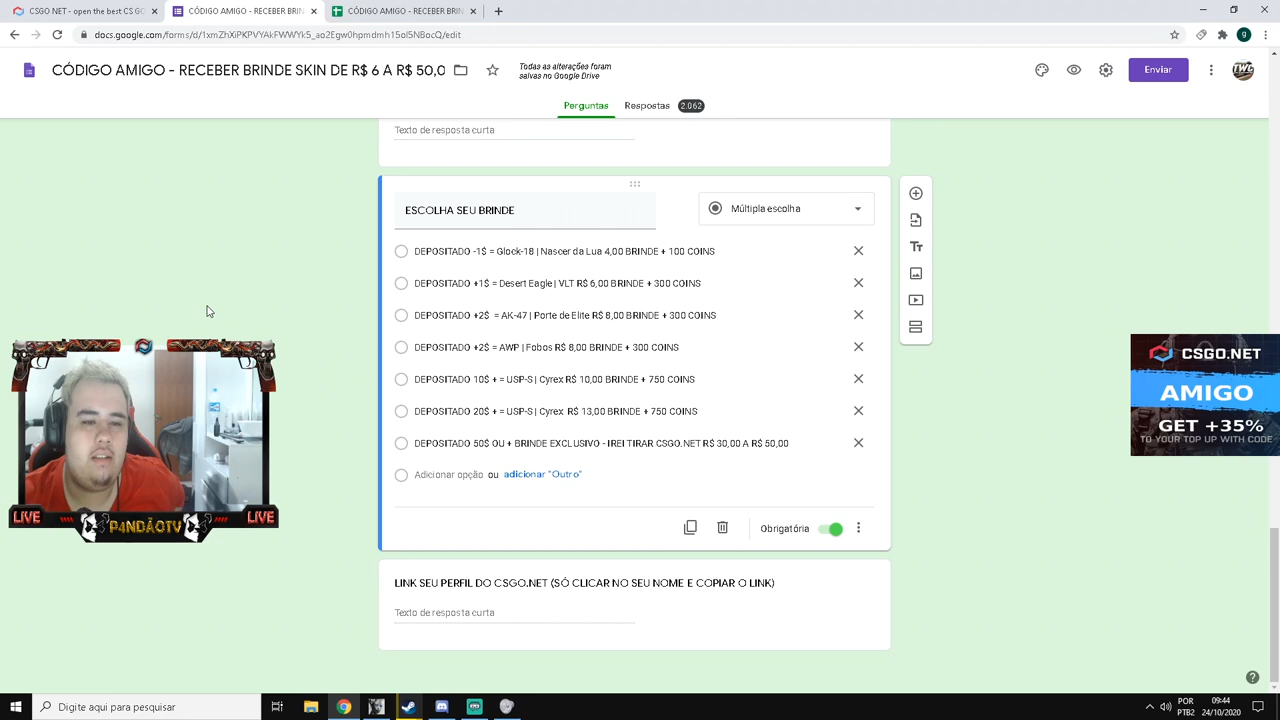 CSGO NET - open the best CS GO
CÓDIGO AMIGO - RECEBER BRIND
CÓDIGO AMIGO - RECEBER BRIN
docs.google.com/forms/d/1xmZhXiPKPVYAkFWWYk5_ao2Egw0hpmdmh15ol5NBocQ/edit
CÓDIGO AMIGO - RECEBER BRINDE SKIN DE R$ 6 A R$ 50,0
Todas as alterações foram
salvas no Google Drive
Enviar
Perguntas Respostas 2.062
Texto de resposta curta
ESCOLHA SEU BRINDE
Múltipla escolha
DEPOSITADO -1$ = Glock-18 | Nascer da Lua 4,00 BRINDE + 100 COINS
DEPOSITADO +1$ = Desert Eagle | VLT R$ 6,00 BRINDE + 300 COINS
DEPOSITADO +2$ = AK-47 | Porte de Elite R$ 8,00 BRINDE + 300 COINS
DEPOSITADO +2$ = AWP | Fobos R$ 8,00 BRINDE + 300 COINS
DEPOSITADO 10$ + = USP-S | Cyrex R$ 10,00 BRINDE + 750 COINS
DEPOSITADO 20$ + = USP-S | Cyrex R$ 13,00 BRINDE + 750 COINS
DEPOSITADO 50$ OU + BRINDE EXCLUSIVO - IREI TIRAR CSGO.NET R$ 30,00 A R$ 50,00
Adicionar opção ou adicionar "Outro"
Obrigatória
LINK SEU PERFIL DO CSGO.NET (SÓ CLICAR NO SEU NOME E COPIAR O LINK)
Texto de resposta curta
CSGO.NET
AMIGO
GET +35%
TO YOUR TOP UP WITH CODE
LIVE P4NDÃOTV LIVE
Digite aqui para pesquisar
POR
PTB2
09:44
24/10/2020